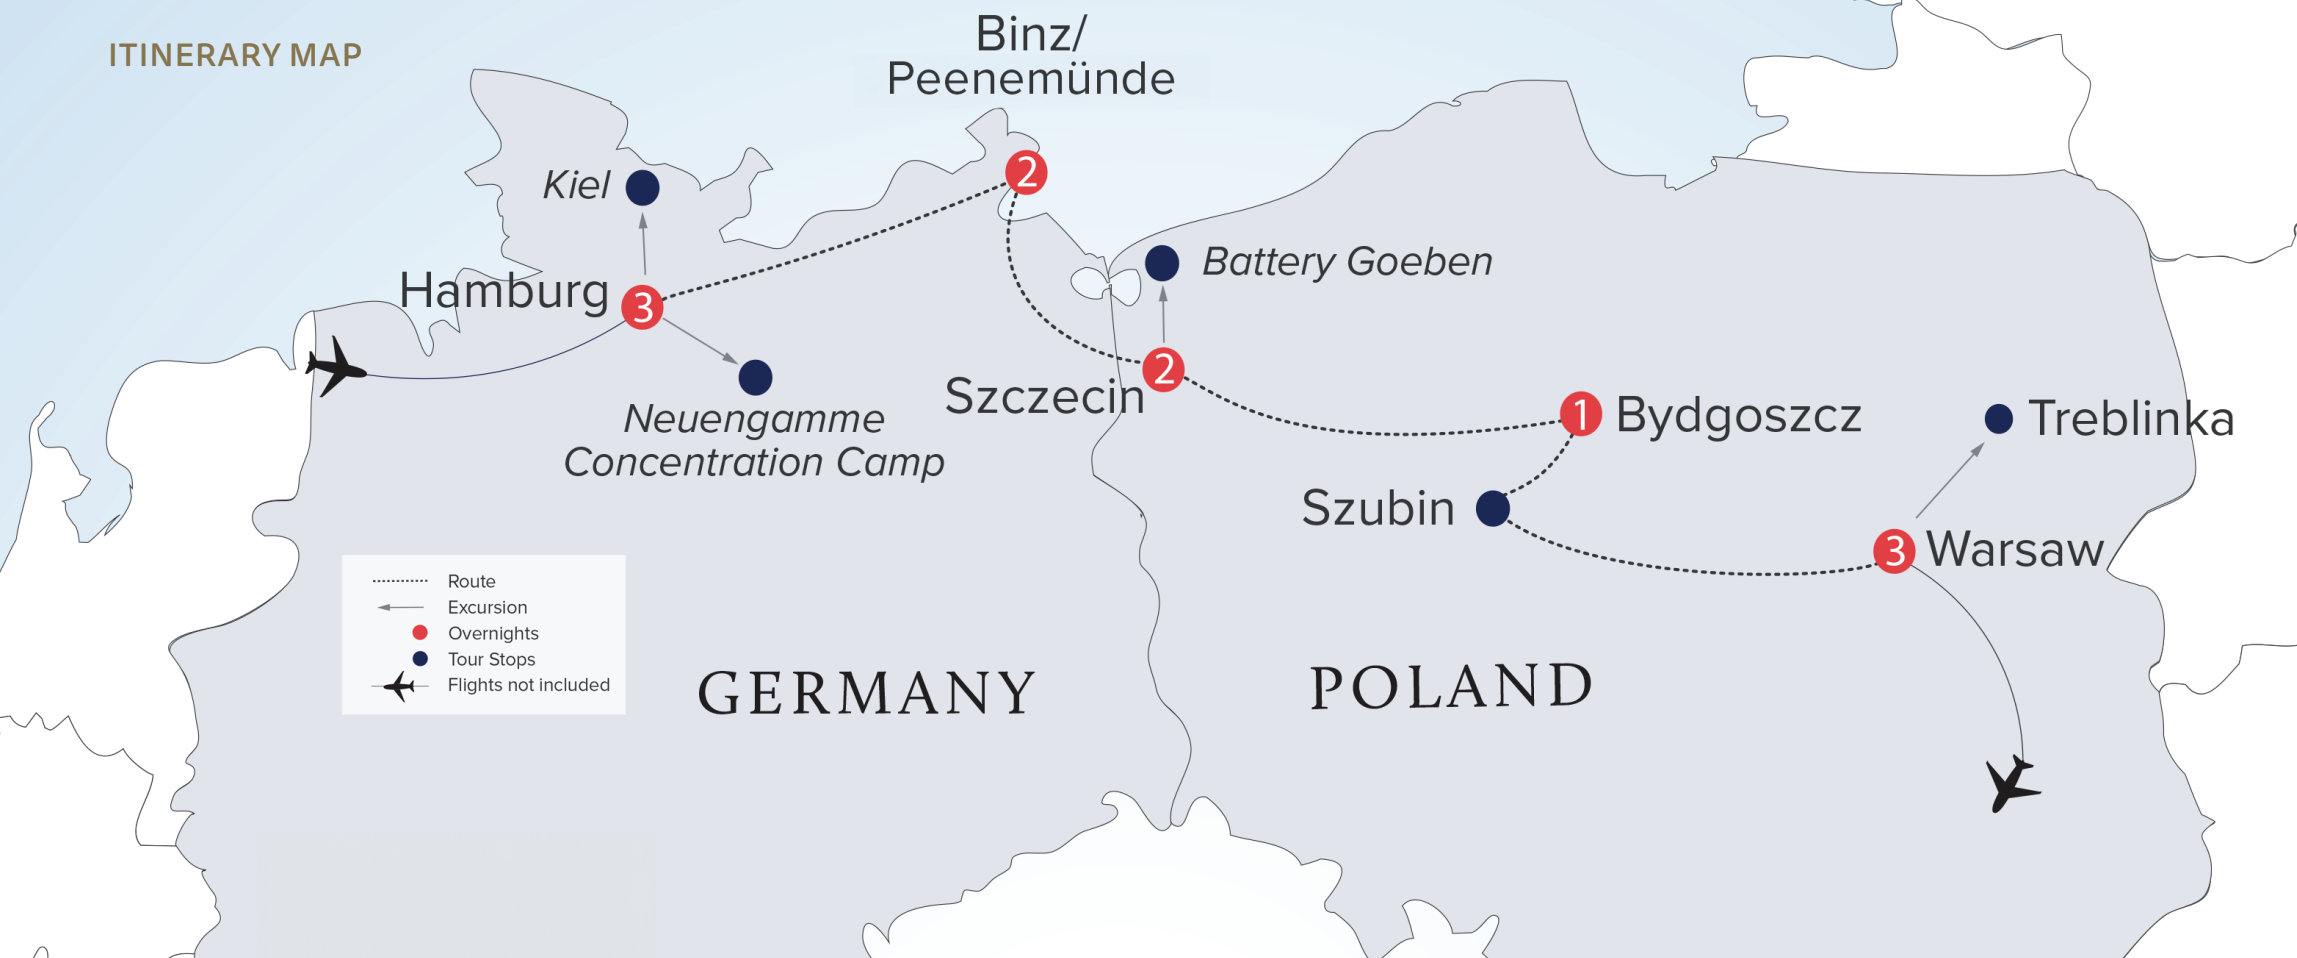 ITINERARY MAP
Binz/
Peenemünde
2
Kiel
Hamburg
3
Battery Goeben
2
Szczecin
Neuengamme
Concentration Camp
1
Bydgoszcz
Treblinka
Szubin
3
Warsaw
Route
Excursion
Overnights
Tour Stops
Flights not included
GERMANY
POLAND